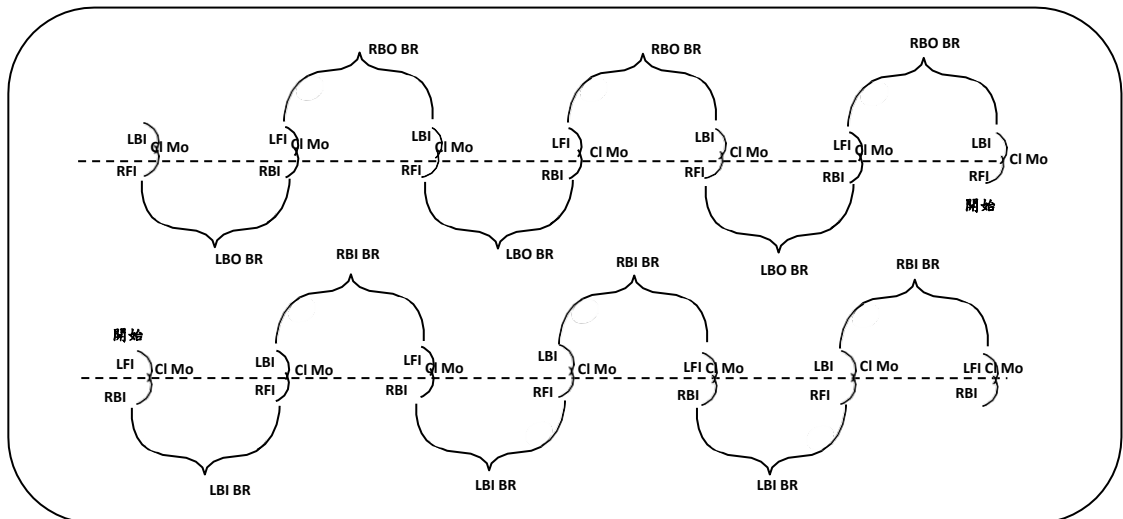 RBO BR RBO BR RBO BR
LBI Cl Mo LFI Cl Mo LBI Cl Mo LFI Cl Mo LBI Cl Mo LFI Cl Mo LBI Cl Mo
RFI RBI RFI RBI RFI RBI RFI
開始
LBO BR LBO BR LBO BR
RBI BR RBI BR RBI BR
開始
LFI Cl Mo LBI Cl Mo LFI Cl Mo LBI Cl Mo LFI Cl Mo LBI Cl Mo LFI Cl Mo
RBI RFI RBI RFI RBI RFI RBI
LBI BR LBI BR LBI BR